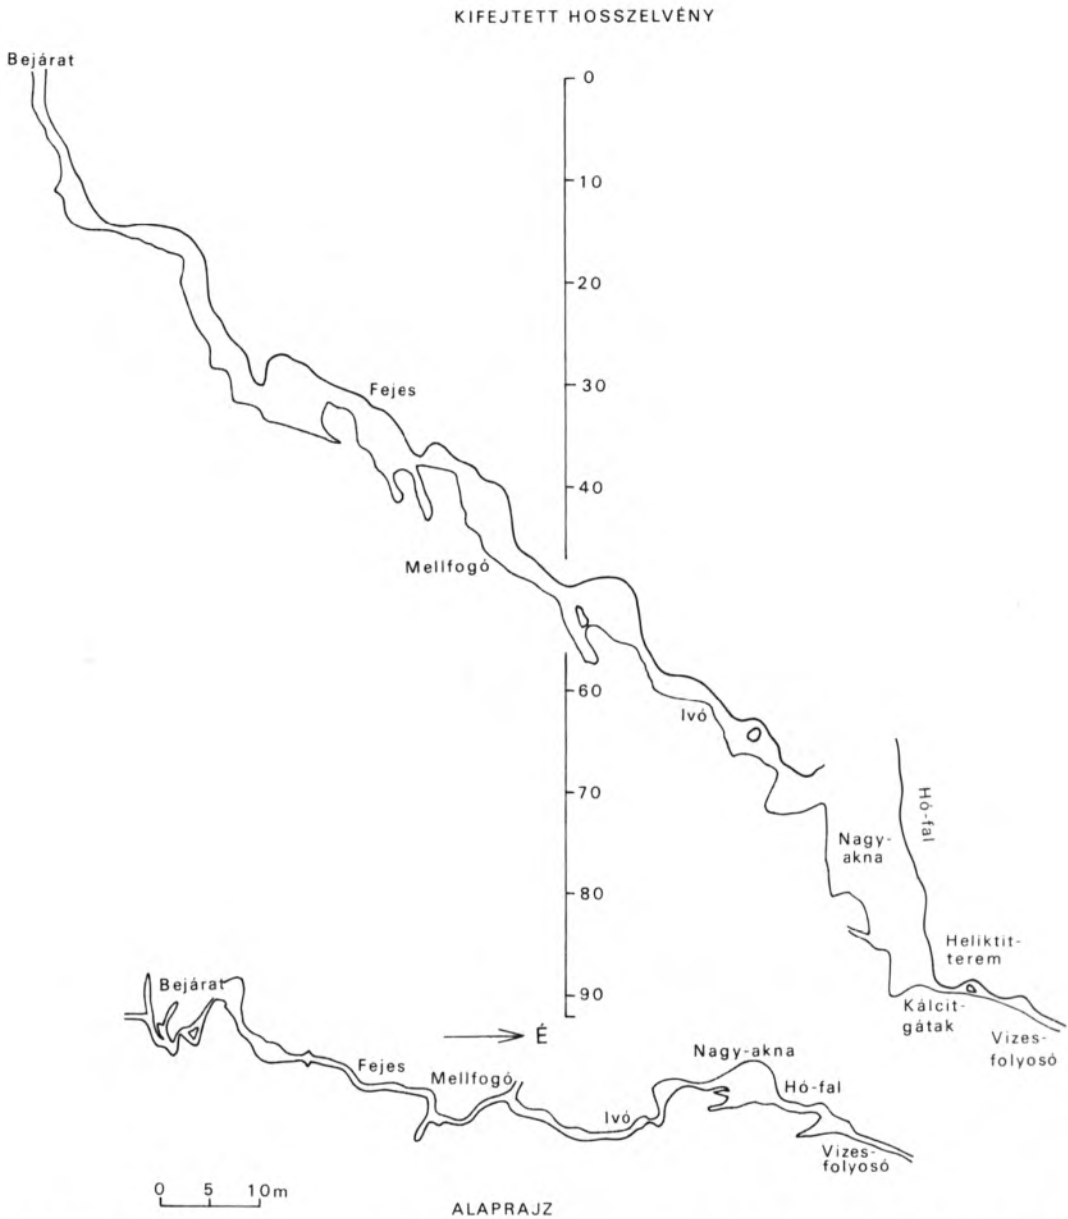 KIFEJTETT HOSSZELVÉNY
Bejárat
0
10
20
30
Fejes
40
Mellfogó
60
Ivó
70
Hó-fal
Nagy-
akna
80
Heliktit-
terem
90
Kálcit-
gátak
Vizes-
folyosó
Bejárat
É
Nagy-akna
Fejes
Mellfogó
Hó-fal
Ivó
Vizes-
folyosó
0 5 10m
ALAPRAJZ